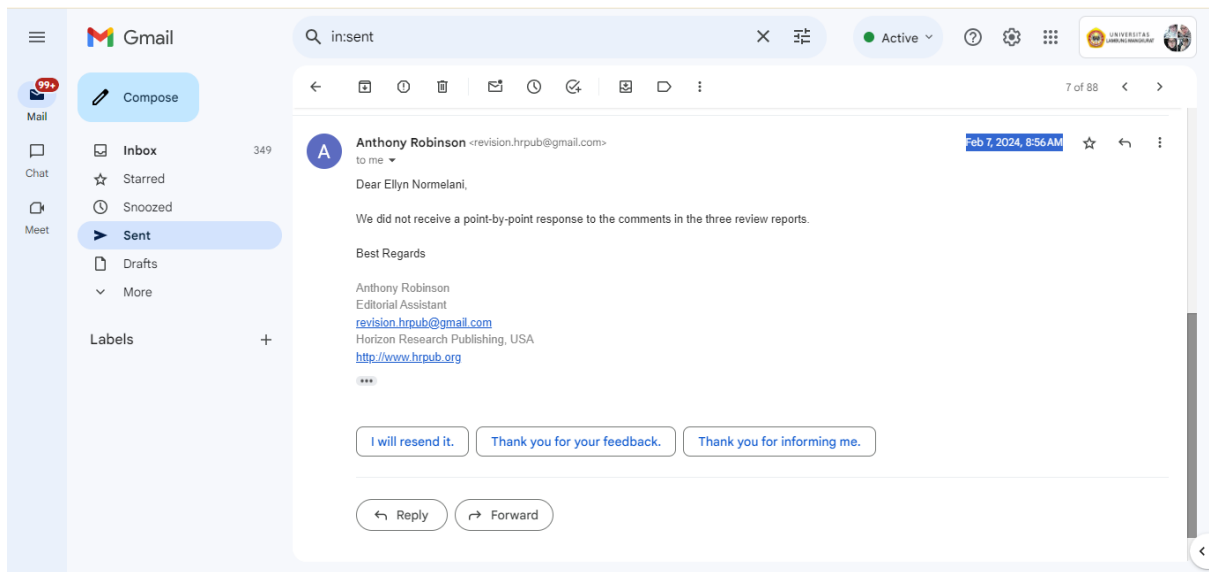 Gmail
in:sent
Active
UNIVERSITAS
LAMBUNG MANGKURAT
99+
Mail
Compose
7 of 88
Chat
Meet
Inbox 349
Starred
Snoozed
Sent
Drafts
More
Labels
A
Anthony Robinson <revision.hrpub@gmail.com>
Feb 7, 2024, 8:56 AM
to me
Dear Ellyn Normelani,
We did not receive a point-by-point response to the comments in the three review reports.
Best Regards
Anthony Robinson
Editorial Assistant
revision.hrpub@gmail.com
Horizon Research Publishing, USA
http://www.hrpub.org
I will resend it. Thank you for your feedback. Thank you for informing me.
Reply Forward